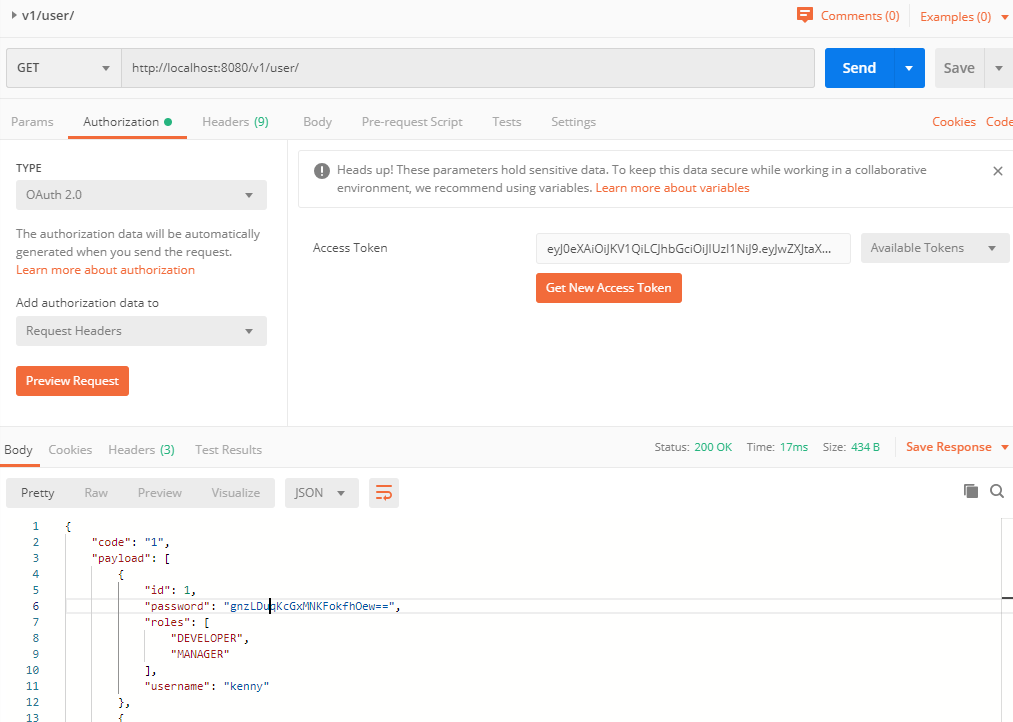 v1/user/ Comments (0) Examples (0)
GET http://localhost:8080/v1/user/ Send Save
Params Authorization Headers (9) Body Pre-request Script Tests Settings Cookies Code
TYPE
OAuth 2.0
The authorization data will be automatically
generated when you send the request.
Learn more about authorization
Add authorization data to
Request Headers
Preview Request
Heads up! These parameters hold sensitive data. To keep this data secure while working in a collaborative
environment, we recommend using variables. Learn more about variables
Access Token eyJ0eXAiOiJKV1QiLCJhbGciOiJIUzI1NiJ9.eyJwZXJtaX... Available Tokens
Get New Access Token
Body Cookies Headers (3) Test Results Status: 200 OK Time: 17ms Size: 434 B Save Response
Pretty Raw Preview Visualize JSON
1 {
2 "code": "1",
3 "payload": [
4 {
5 "id": 1,
6 "password": "gnzLDuqKcGxMNKFokfhOew==",
7 "roles": [
8 "DEVELOPER",
9 "MANAGER"
10 ],
11 "username": "kenny"
12 },
13 {